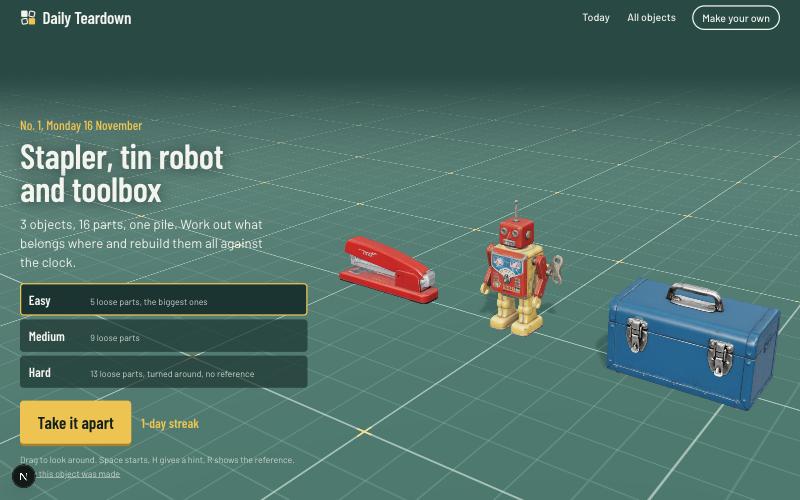 Daily Teardown
Today
All objects
Make your own
No. 1, Monday 16 November
Stapler, tin robot
and toolbox
3 objects, 16 parts, one pile. Work out what
belongs where and rebuild them all against
the clock.
Easy
5 loose parts, the biggest ones
Medium
9 loose parts
Hard
13 loose parts, turned around, no reference
Take it apart
1-day streak
Drag to look around. Space starts, H gives a hint, R shows the reference.
this object was made
N